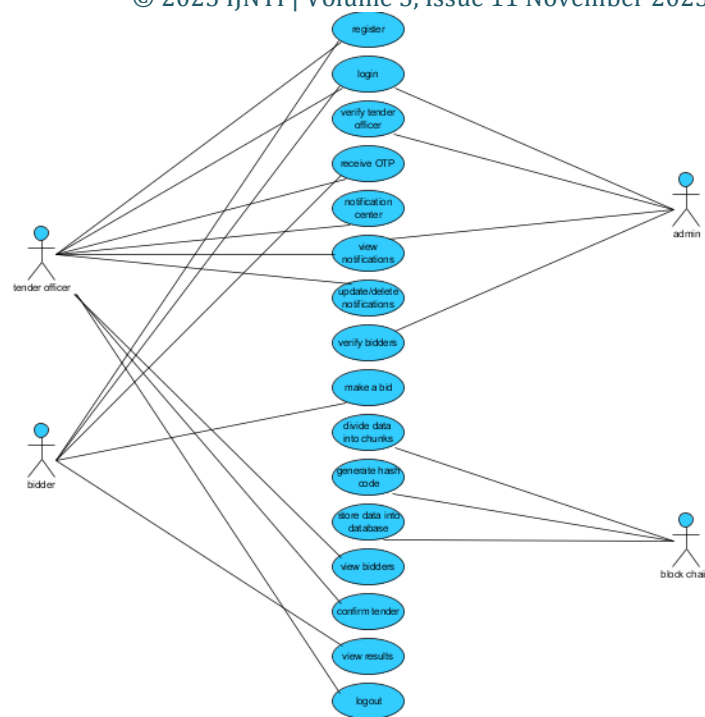 © 2025 IJNTI | Volume 3, Issue 11 November 2025
register
login
verify tender
officer
receive OTP
notification
center
admin
view
notifications
tender officer
update/delete
notifications
verify bidders
make a bid
divide data
into chunks
bidder
generate hash
code
store data into
database
view bidders
block chai
confirm tender
view results
logout